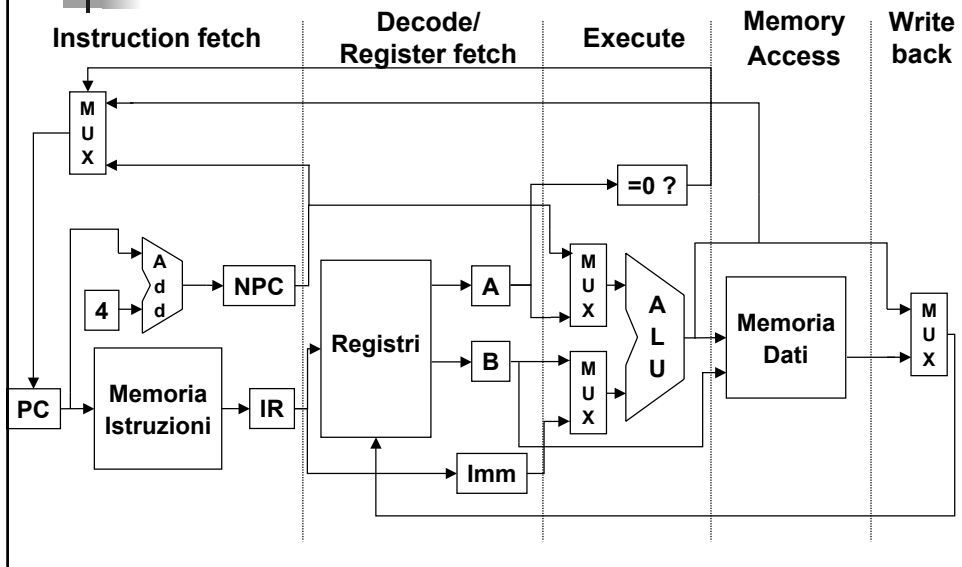 Instruction fetch
Decode/
Register fetch
Execute
Memory
Access
Write
back
M
U
X
=0 ?
A
d
d
4
NPC
PC
Memoria
Istruzioni
IR
Registri
A
B
Imm
M
U
X
M
U
X
A
L
U
Memoria
Dati
M
U
X